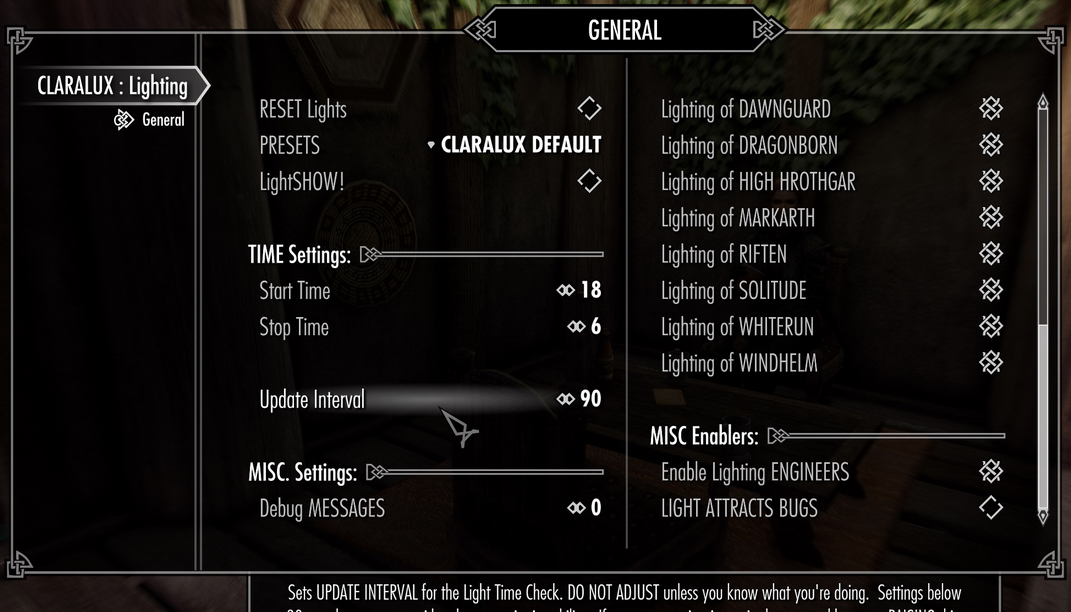 GENERAL
CLARALUX : Lighting
General
RESET Lights
PRESETS CLARALUX DEFAULT
LightSHOW!
TIME Settings:
Start Time 18
Stop Time 6
Update Interval 90
MISC. Settings:
Debug MESSAGES 0
Lighting of DAWNGUARD
Lighting of DRAGONBORN
Lighting of HIGH HROTHGAR
Lighting of MARKARTH
Lighting of RIFTEN
Lighting of SOLITUDE
Lighting of WHITERUN
Lighting of WINDHELM
MISC Enablers:
Enable Lighting ENGINEERS
LIGHT ATTRACTS BUGS
Sets UPDATE INTERVAL for the Light Time Check. DO NOT ADJUST unless you know what you're doing. Settings below